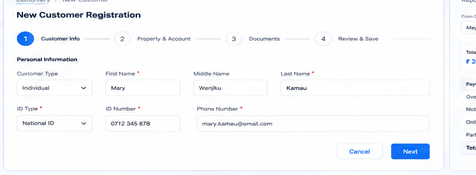 Customers / New Customer
New Customer Registration
1 Customer Info 2 Property & Account 3 Documents 4 Review & Save
Personal Information
Customer Type First Name * Middle Name Last Name *
Individual Mary Wanjiku Kamau
ID Type * ID Number * Phone Number *
National ID 0712 345 678 mary.kamau@email.com
Cancel Next